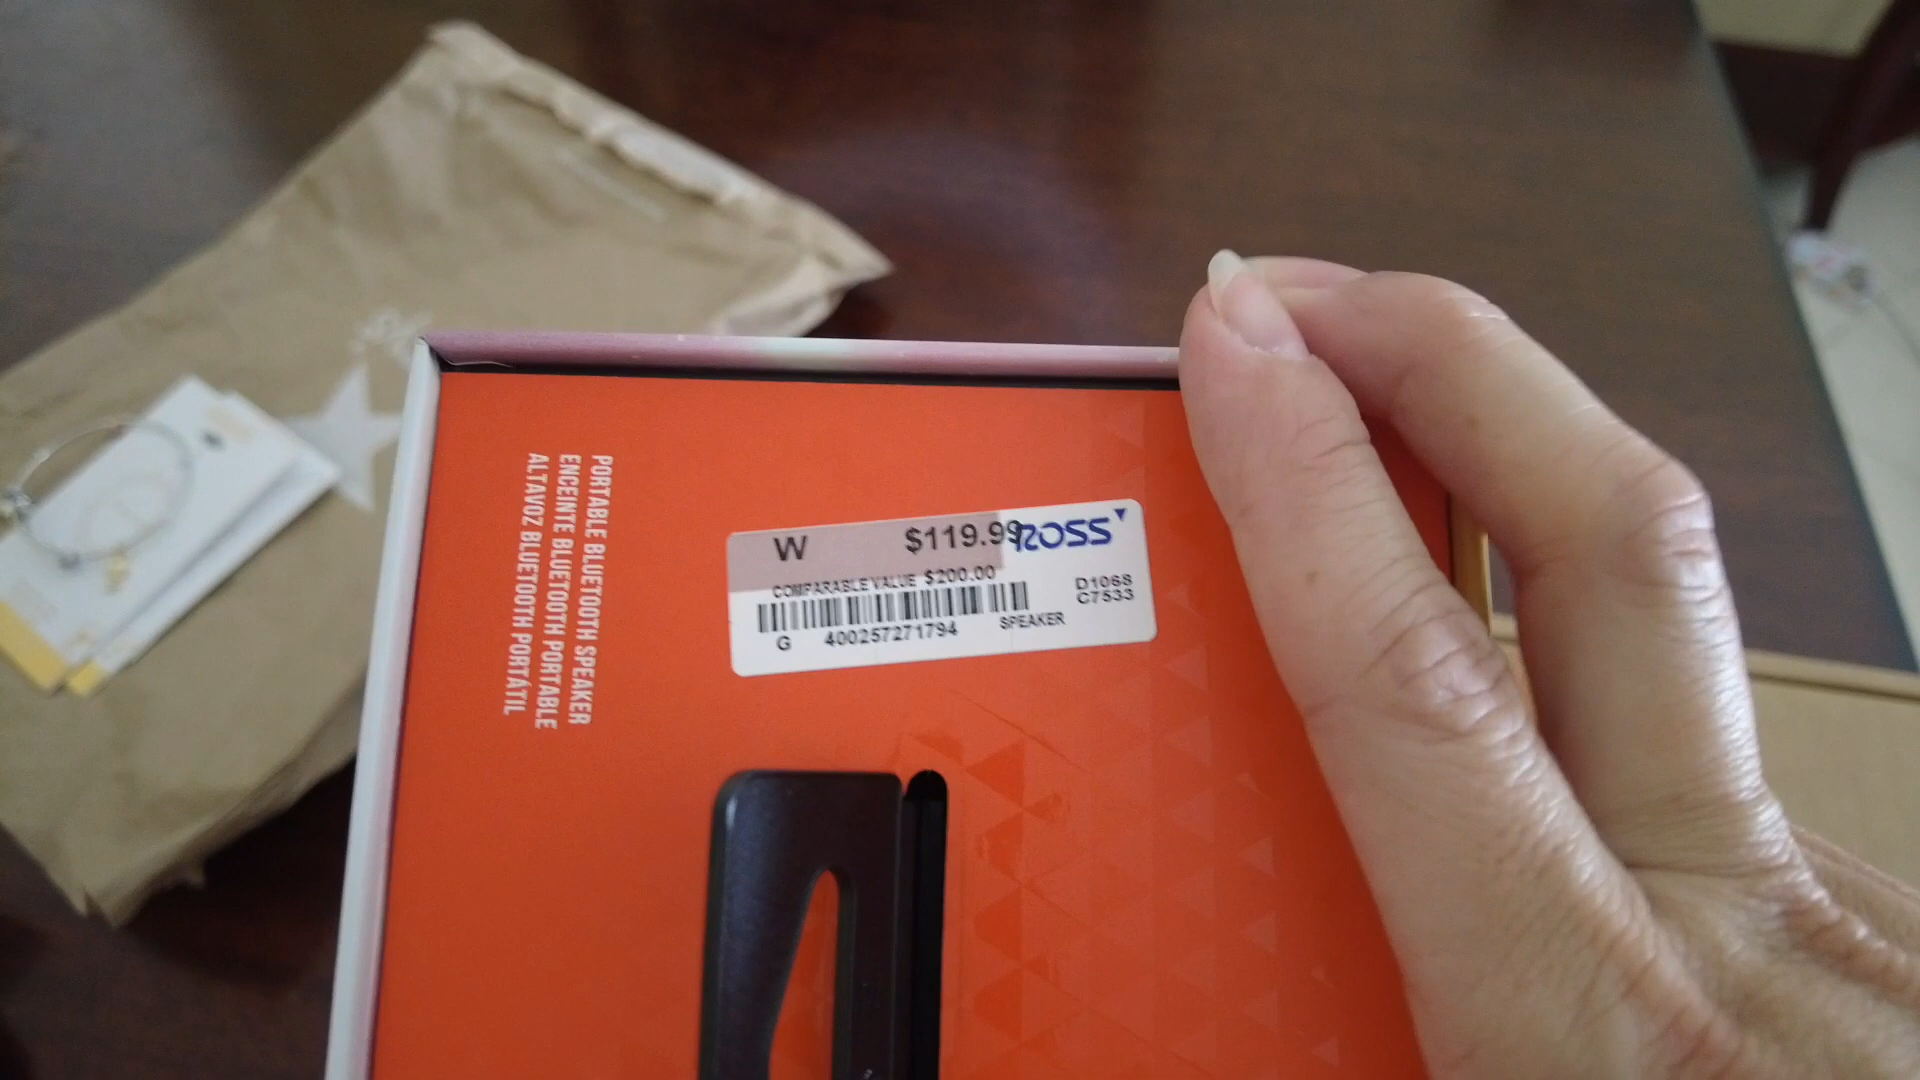 PORTABLE BLUETOOTH SPEAKER
ENCEINTE BLUETOOTH PORTABLE
ALTAVOZ BLUETOOTH PORTÁTIL
W $119.99 ROSS
COMPARABLE VALUE $200.00
D1068
C7533
G 400257271794 SPEAKER